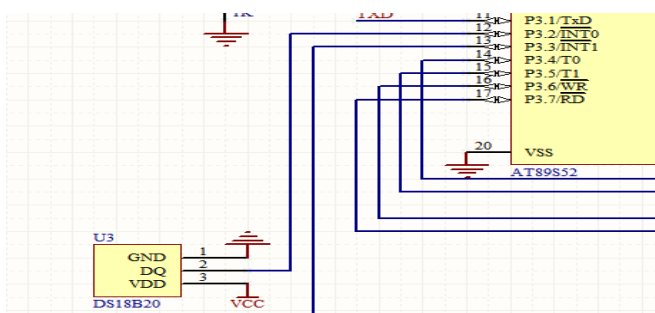 1K
TXD
11 P3.1/TxD
12 P3.2/INT0
13 P3.3/INT1
14 P3.4/T0
15 P3.5/T1
16 P3.6/WR
17 P3.7/RD
20 VSS
AT89S52
U3
GND 1
DQ 2
VDD 3
DS18B20
VCC